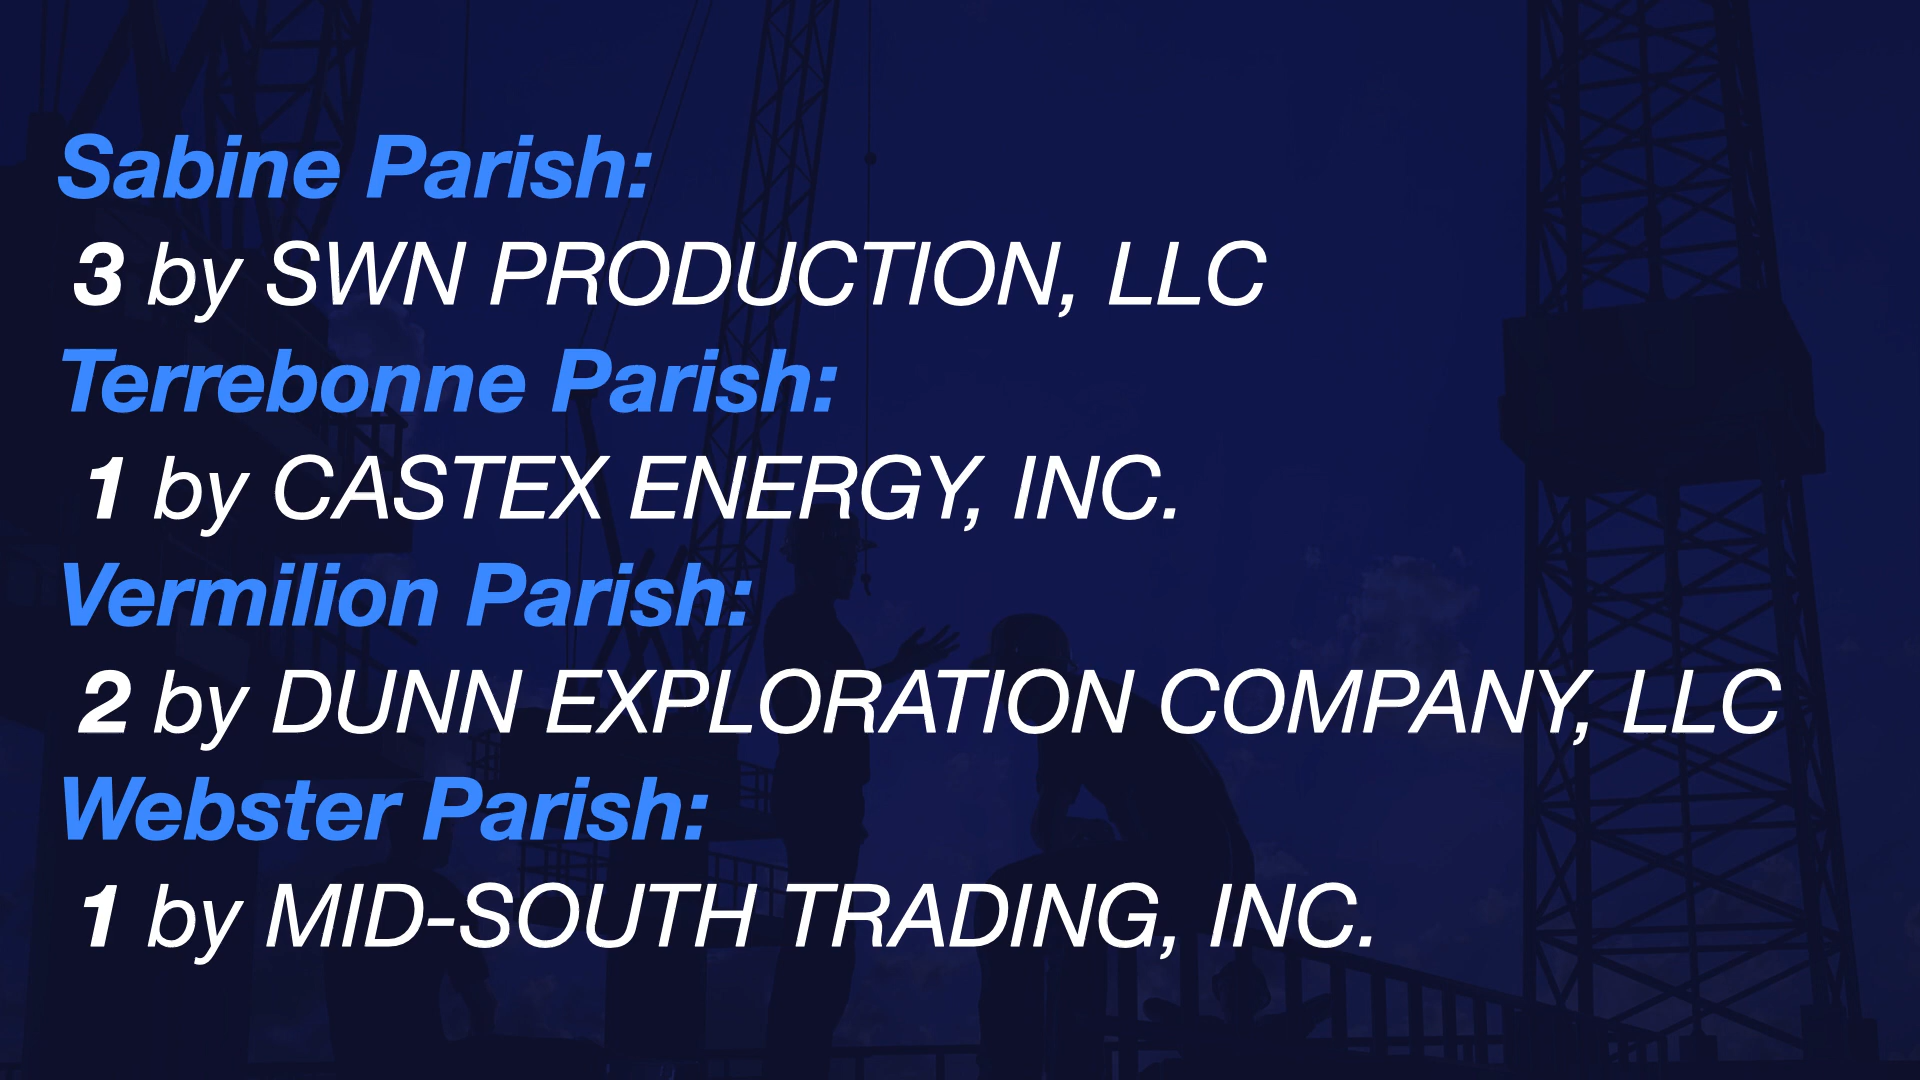 Sabine Parish:
3 by SWN PRODUCTION, LLC
Terrebonne Parish:
1 by CASTEX ENERGY, INC.
Vermilion Parish:
2 by DUNN EXPLORATION COMPANY, LLC
Webster Parish:
1 by MID-SOUTH TRADING, INC.